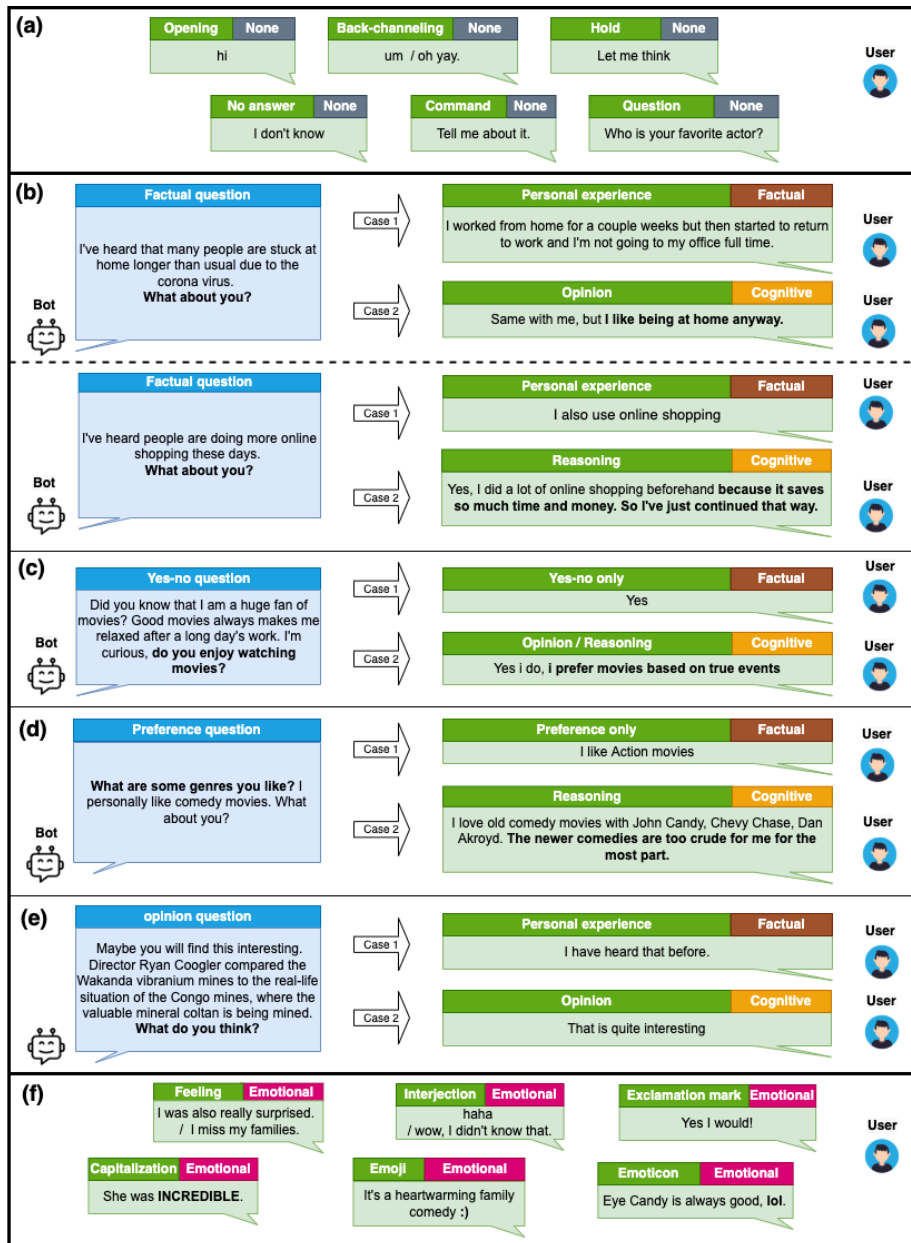 (a)
Opening None
hi
Back-channeling None
um / oh yay.
Hold None
Let me think
User
No answer None
I don't know
Command None
Tell me about it.
Question None
Who is your favorite actor?
(b)
Factual question
I've heard that many people are stuck at
home longer than usual due to the
corona virus.
What about you?
Bot
Case 1
Personal experience Factual
I worked from home for a couple weeks but then started to return
to work and I'm not going to my office full time.
User
Case 2
Opinion Cognitive
Same with me, but I like being at home anyway.
User
Factual question
I've heard people are doing more online
shopping these days.
What about you?
Bot
Case 1
Personal experience Factual
I also use online shopping
User
Case 2
Reasoning Cognitive
Yes, I did a lot of online shopping beforehand because it saves
so much time and money. So I've just continued that way.
User
(c)
Yes-no question
Did you know that I am a huge fan of
movies? Good movies always makes me
relaxed after a long day's work. I'm
curious, do you enjoy watching
movies?
Bot
Case 1
Yes-no only Factual
Yes
User
Case 2
Opinion / Reasoning Cognitive
Yes i do, i prefer movies based on true events
User
(d)
Preference question
What are some genres you like? I
personally like comedy movies. What
about you?
Bot
Case 1
Preference only Factual
I like Action movies
User
Case 2
Reasoning Cognitive
I love old comedy movies with John Candy, Chevy Chase, Dan
Akroyd. The newer comedies are too crude for me for the
most part.
User
(e)
opinion question
Maybe you will find this interesting.
Director Ryan Coogler compared the
Wakanda vibranium mines to the real-life
situation of the Congo mines, where the
valuable mineral coltan is being mined.
What do you think?
Bot
Case 1
Personal experience Factual
I have heard that before.
User
Case 2
Opinion Cognitive
That is quite interesting
User
(f)
Feeling Emotional
I was also really surprised.
/ I miss my families.
Interjection Emotional
haha
/ wow, I didn't know that.
Exclamation mark Emotional
Yes I would!
User
Capitalization Emotional
She was INCREDIBLE.
Emoji Emotional
It's a heartwarming family
comedy :)
Emoticon Emotional
Eye Candy is always good, lol.